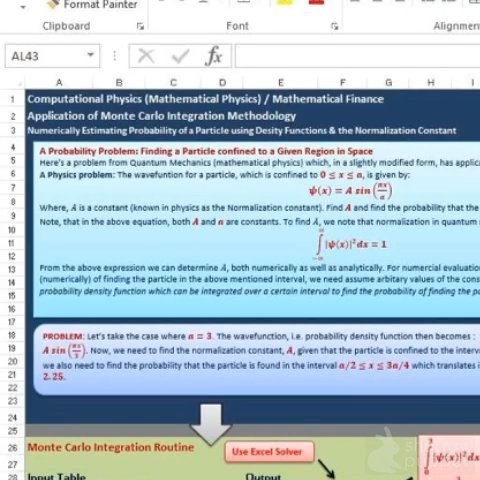 Format Painter
Clipboard
Font
Alignment
AL43
fx
A B C D E F G H I
1 Computational Physics (Mathematical Physics) / Mathematical Finance
2 Application of Monte Carlo Integration Methodology
3 Numerically Estimating Probability of a Particle using Desity Functions & the Normalization Constant
4 A Probability Problem: Finding a Particle confined to a Given Region in Space
5 Here's a problem from Quantum Mechanics (mathematical physics) which, in a slightly modified form, has applic
6 A Physics problem: The wavefuntion for a particle, which is confined to 0 ≤ x ≤ a, is given by:
7 ψ(x) = A sin (πx/a)
8 Where, A is a constant (known in physics as the Normalization constant). Find A and find the probability that the
9 Note, that in the above equation, both A and a are constants. To find A, we note that normalization in quantum
10
11 ∫ |ψ(x)|² dx = 1
12
13 From the above expression we can determine A, both numerically as well as analytically. For numercial evaluation
14 (numerically) of finding the particle in the above mentioned interval, we need assume arbitary values of the cons
15 probability density function which can be integrated over a certain interval to find the probability of finding the pa
16
17
18 PROBLEM: Let's take the case where a = 3. The wavefunction, i.e. probability density function then becomes :
19 A sin (πx/3). Now, we need to find the normalization constant, A, given that the particle is confined to the interv
20 we also need to find the probability that the particle is found in the interval a/2 ≤ x ≤ 3a/4 which translates i
21 2.25.
22
23
24
25
26 Monte Carlo Integration Routine
Use Excel Solver
∫ |ψ(x)|² dx
27
28 Input Table Output